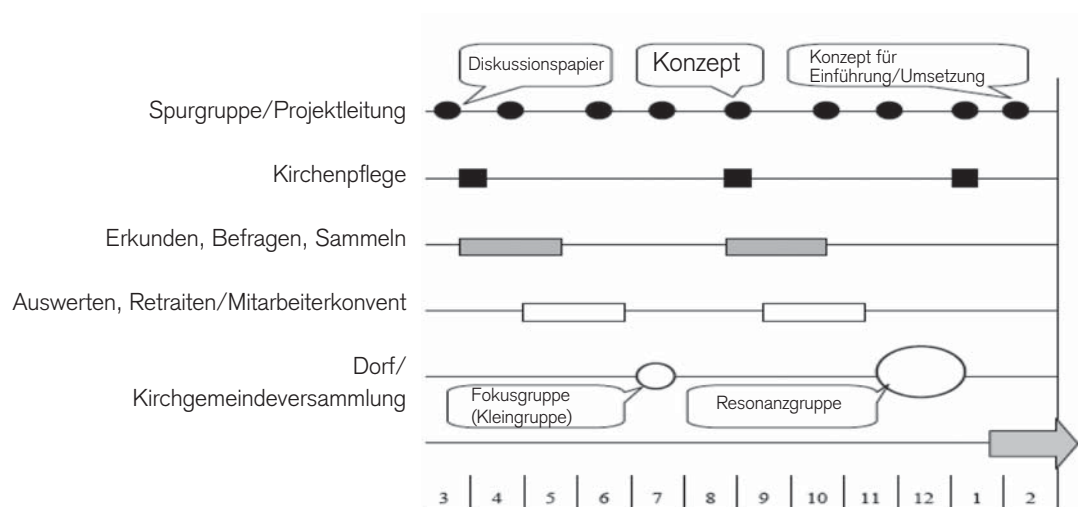 Diskussionspapier
Konzept
Konzept für
Einführung/Umsetzung
Spurgruppe/Projektleitung
Kirchenpflege
Erkunden, Befragen, Sammeln
Auswerten, Retraiten/Mitarbeiterkonvent
Dorf/
Kirchgemeindeversammlung
Fokusgruppe
(Kleingruppe)
Resonanzgruppe
3 4 5 6 7 8 9 10 11 12 1 2